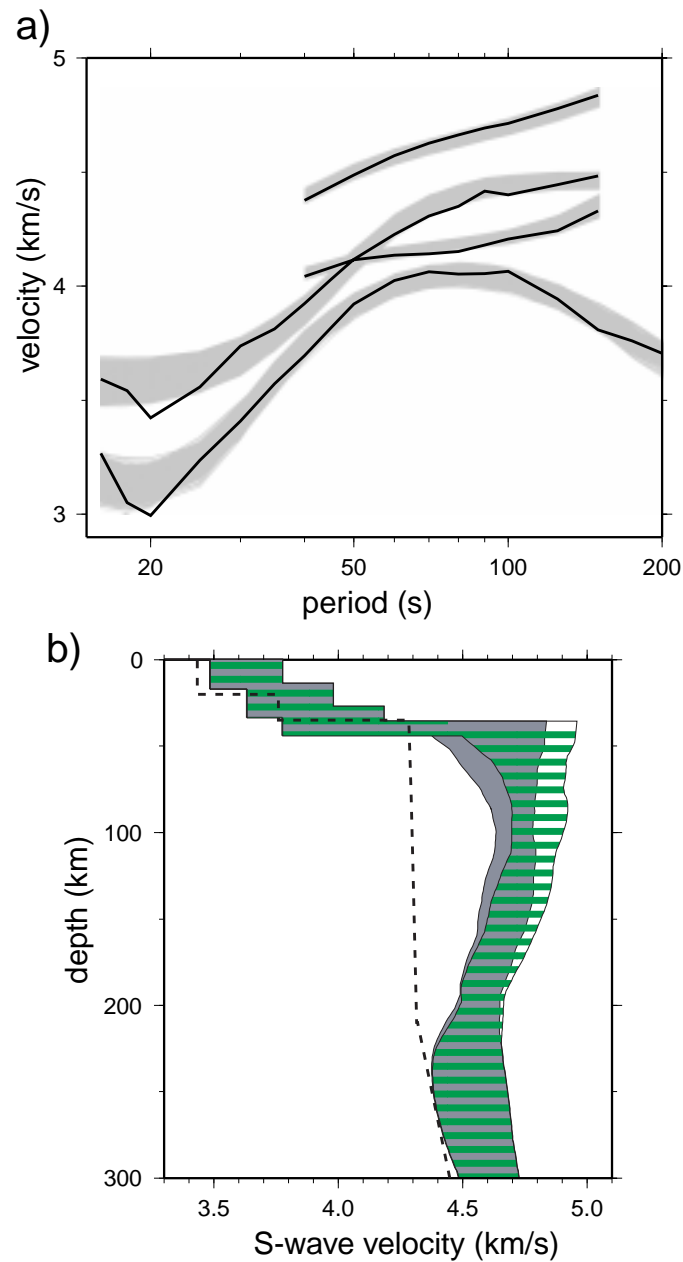 a)
5
4
3
velocity (km/s)
20 50 100 200
period (s)
b)
0
100
200
300
depth (km)
3.5 4.0 4.5 5.0
S-wave velocity (km/s)